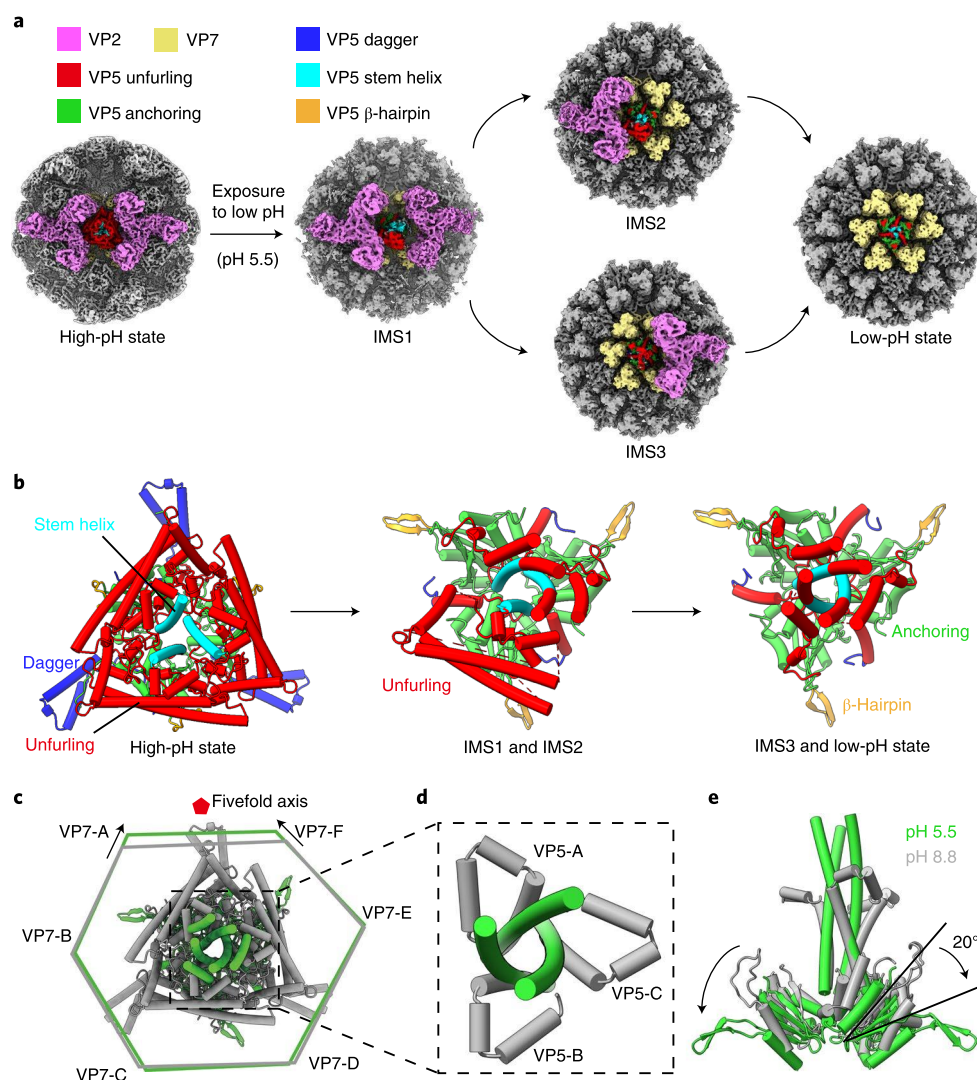 a
VP2
VP7
VP5 dagger
VP5 unfurling
VP5 stem helix
VP5 anchoring
VP5 β-hairpin
Exposure
to low pH
(pH 5.5)
High-pH state
IMS1
IMS2
IMS3
Low-pH state
b
Stem helix
Dagger
Unfurling
High-pH state
Unfurling
IMS1 and IMS2
Anchoring
β-Hairpin
IMS3 and low-pH state
c
Fivefold axis
VP7-A
VP7-F
VP7-B
VP7-E
VP7-C
VP7-D
d
VP5-A
VP5-C
VP5-B
e
pH 5.5
pH 8.8
20°